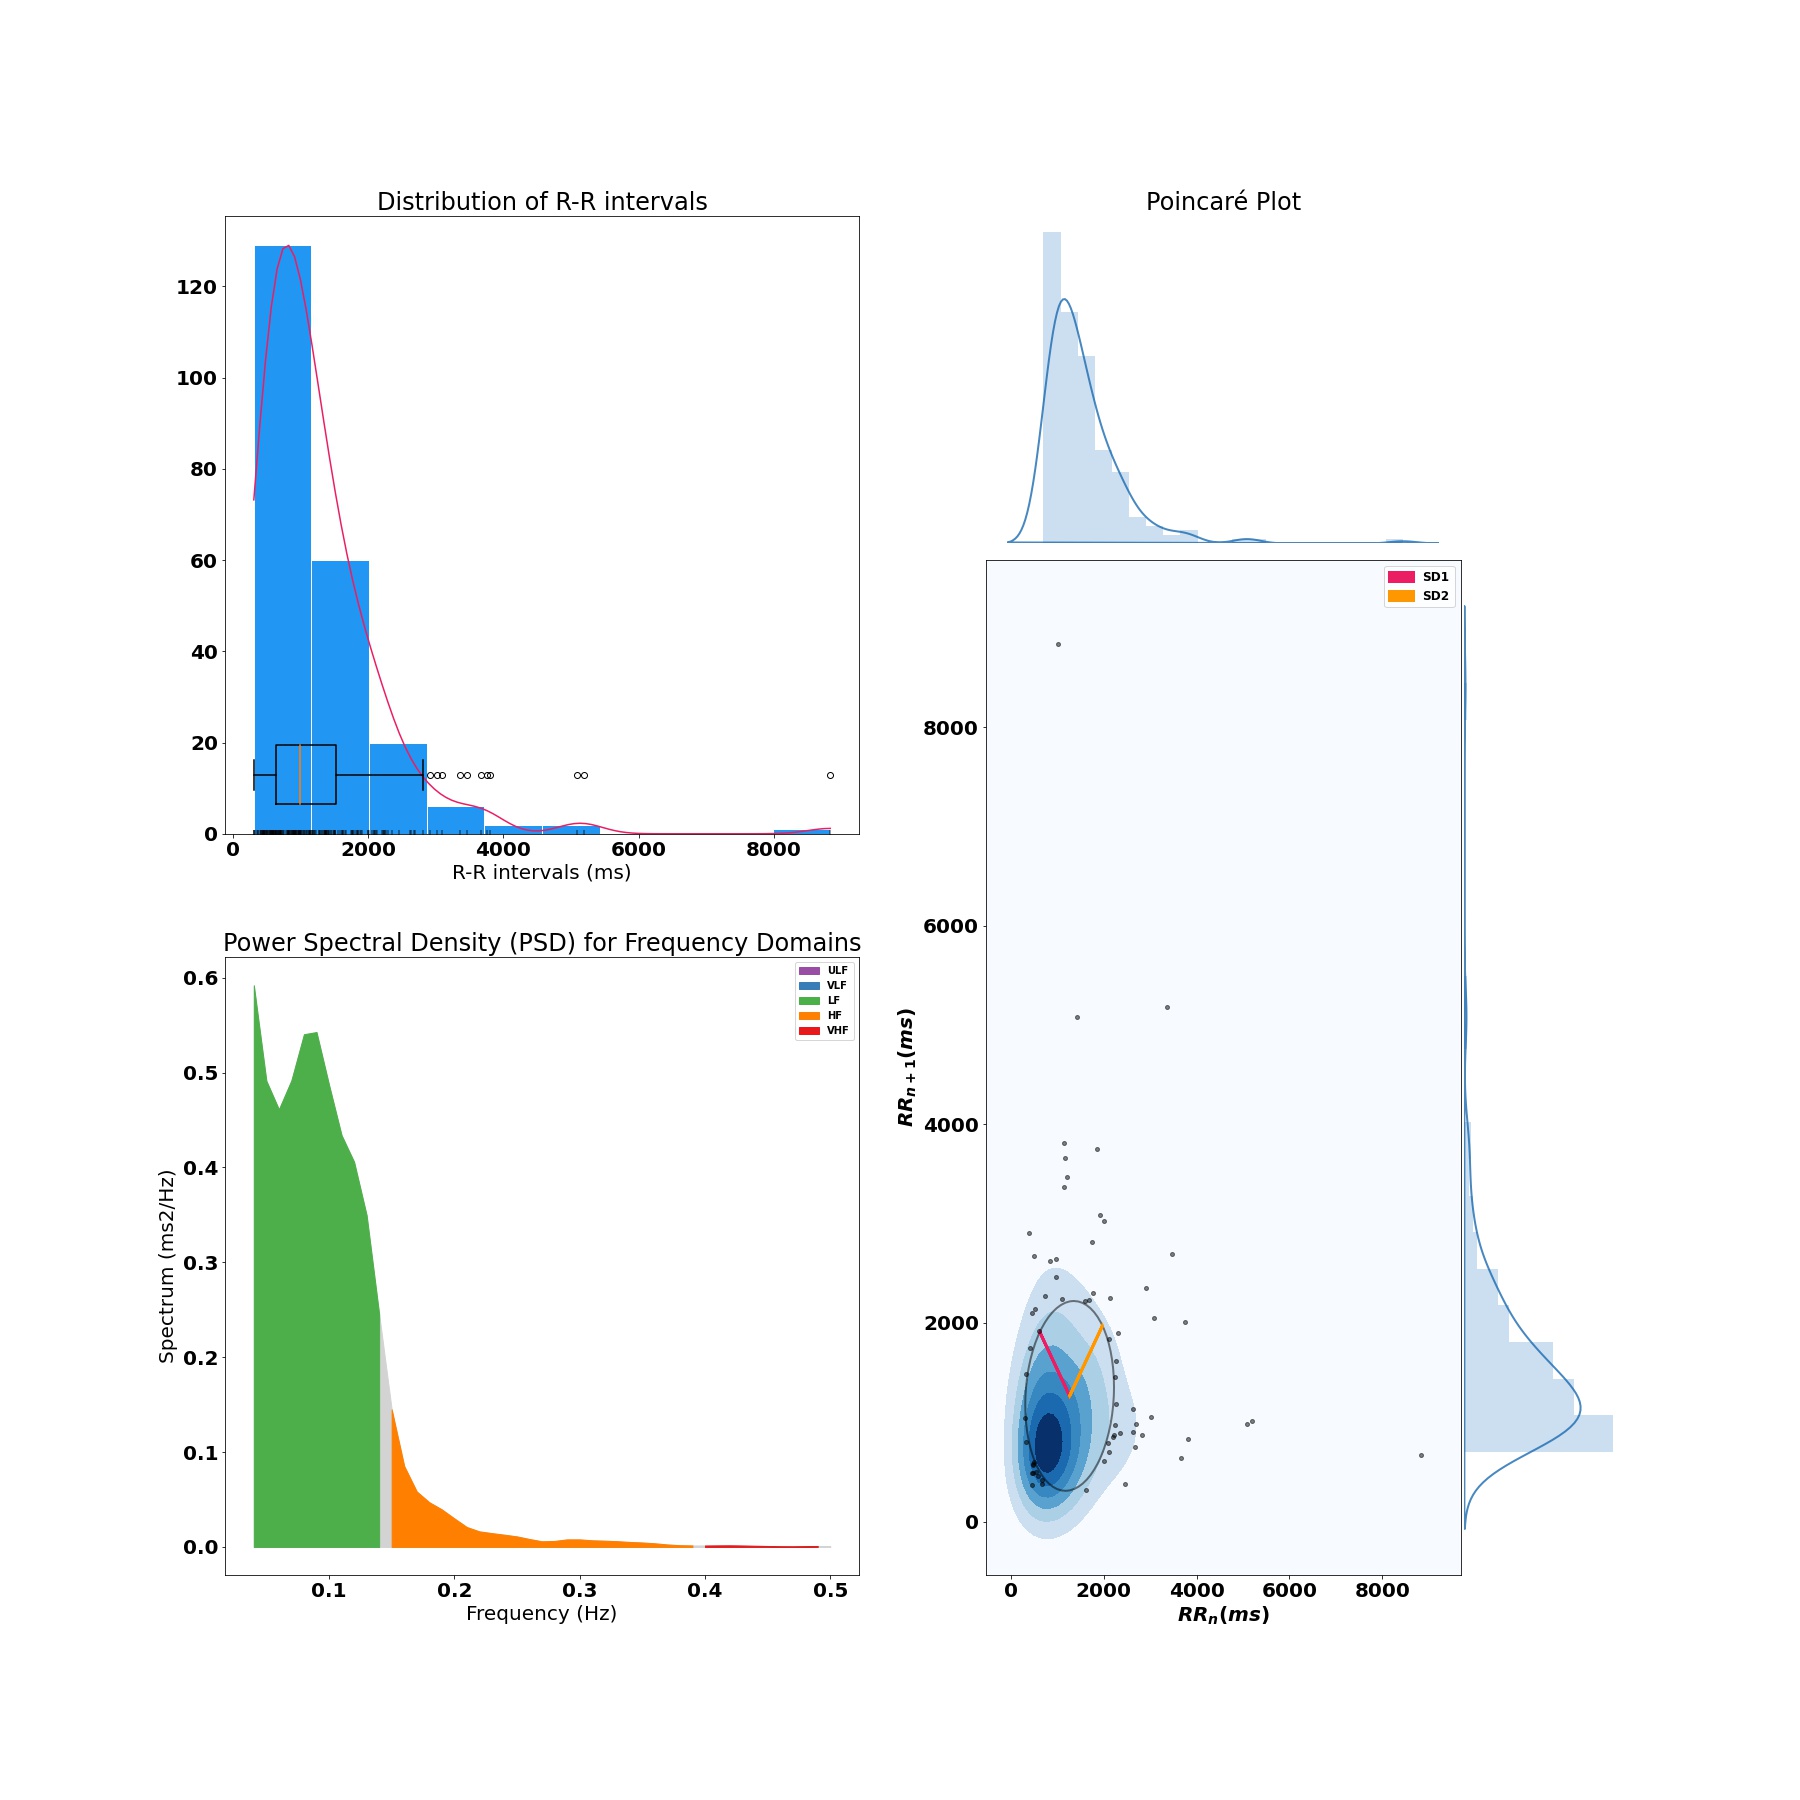 Distribution of R-R intervals
120
100
80
60
40
20
0
0 2000 4000 6000 8000
R-R intervals (ms)
Power Spectral Density (PSD) for Frequency Domains
ULF
VLF
LF
HF
VHF
0.6
0.5
0.4
0.3
0.2
0.1
0.0
Spectrum (ms2/Hz)
0.1 0.2 0.3 0.4 0.5
Frequency (Hz)
Poincaré Plot
SD1
SD2
8000
6000
4000
2000
0
RRn+1(ms)
0 2000 4000 6000 8000
RRn(ms)